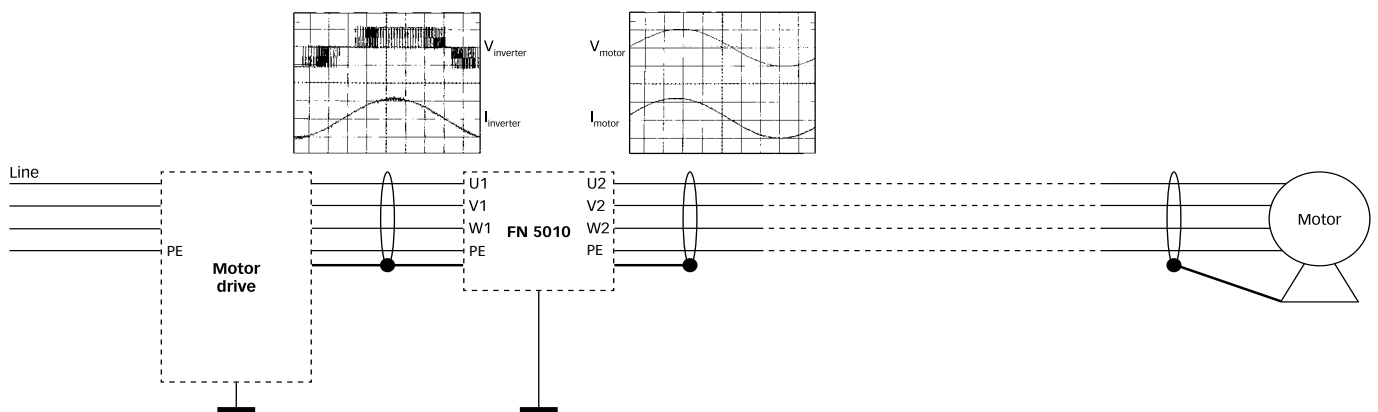 V inverter
V motor
I inverter
I motor
Line
U1
U2
V1
V2
W1
FN 5010
W2
Motor
PE
PE
PE
Motor
drive